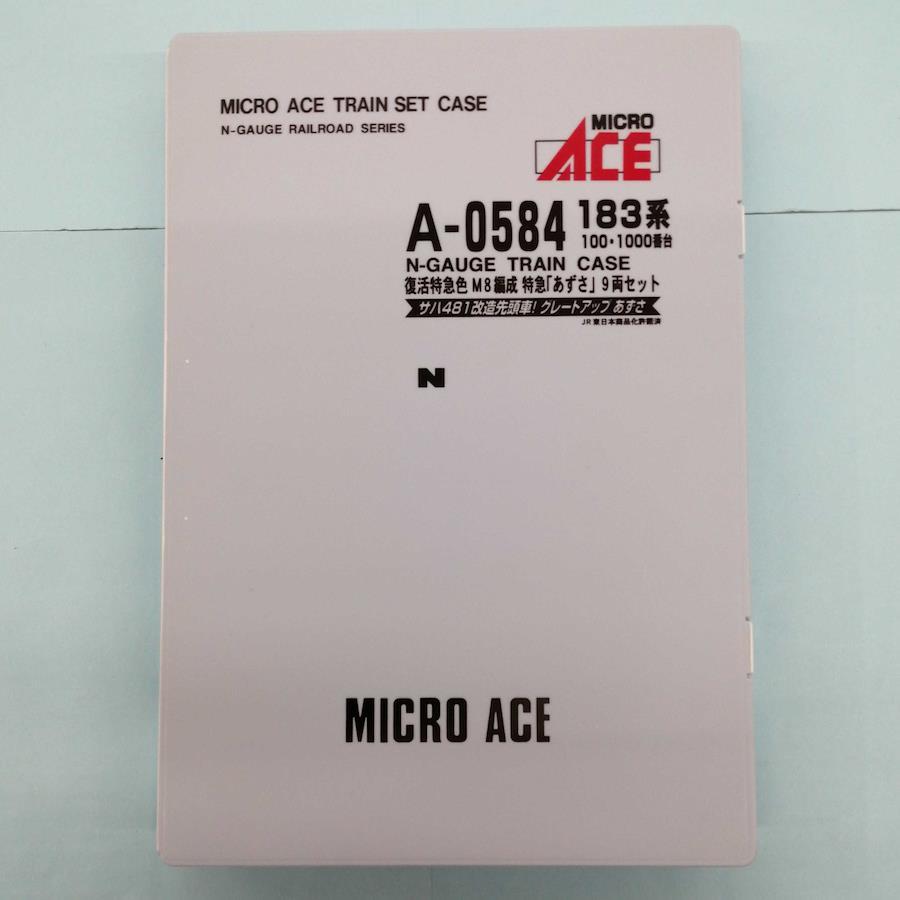 MICRO ACE TRAIN SET CASE
N-GAUGE RAILROAD SERIES
MICRO
ACE
A-0584 183系
100・1000番台
N-GAUGE TRAIN CASE
復活特急色 M8編成 特急「あずさ」9両セット
サハ481改造先頭車! グレートアップ あずさ
JR東日本商品化許諾済
N
MICRO ACE